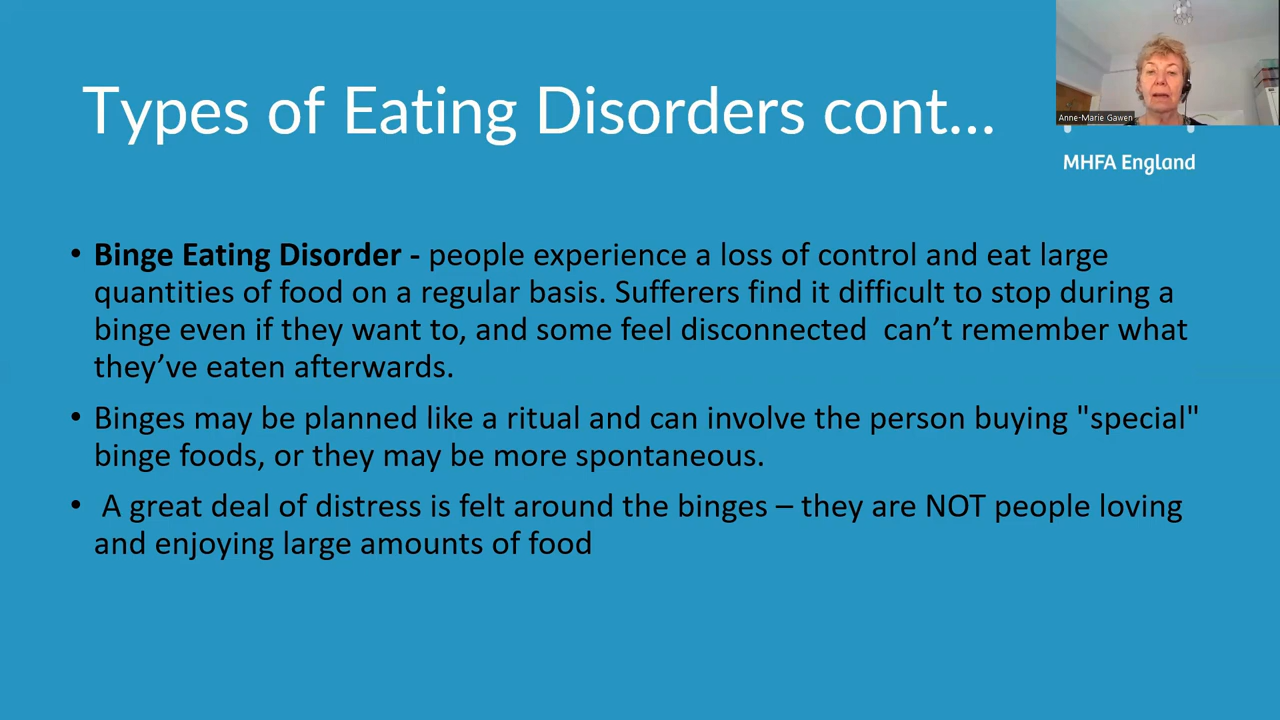 Types of Eating Disorders cont...
Anne-Marie Gawen
MHFA England
• Binge Eating Disorder - people experience a loss of control and eat large
quantities of food on a regular basis. Sufferers find it difficult to stop during a
binge even if they want to, and some feel disconnected  can’t remember what
they’ve eaten afterwards.
• Binges may be planned like a ritual and can involve the person buying "special"
binge foods, or they may be more spontaneous.
• A great deal of distress is felt around the binges – they are NOT people loving
and enjoying large amounts of food